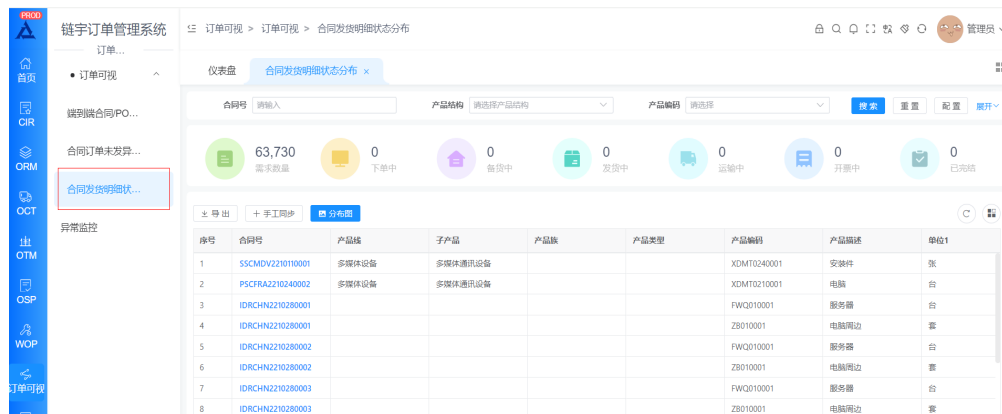 PROD
链宇订单管理系统
订单可视 > 订单可视 > 合同发货明细状态分布
管理员
首页
CIR
ORM
OCT
OTM
OSP
WOP
订单可视
订单...
订单可视
端到端合同/PO...
合同订单未发异...
合同发货明细状...
异常监控
仪表盘 合同发货明细状态分布 ×
合同号 请输入 产品结构 请选择产品结构 产品编码 请选择 搜索 重置 配置 展开
63,730 0 0 0 0 0 0
需求数量 下单中 备货中 发货中 运输中 开票中 已完结
导出 + 手工同步 分布图
序号 合同号 产品线 子产品 产品族 产品类型 产品编码 产品描述 单位1
1 SSCMDV2210110001 多媒体设备 多媒体通讯设备 XDMT0240001 安装件 张
2 PSCFRA2210240002 多媒体设备 多媒体通讯设备 XDMT0210001 电脑 台
3 IDRCHN2210280001 FWQ010001 服务器 台
4 IDRCHN2210280001 ZB010001 电脑周边 套
5 IDRCHN2210280002 FWQ010001 服务器 台
6 IDRCHN2210280002 ZB010001 电脑周边 套
7 IDRCHN2210280003 FWQ010001 服务器 台
8 IDRCHN2210280003 ZB010001 电脑周边 套